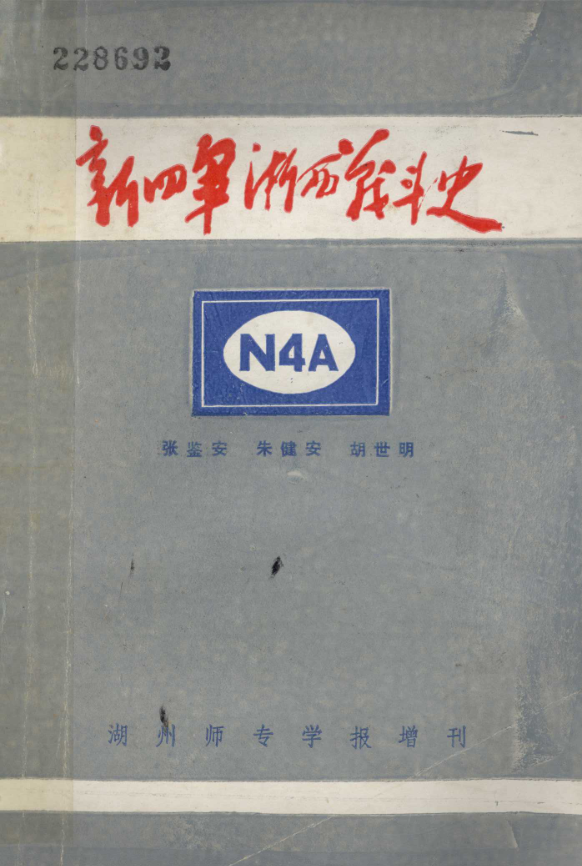 228692
新四军浙西战斗史
N4A
张鉴安 朱健安 胡世明
湖州师专学报增刊